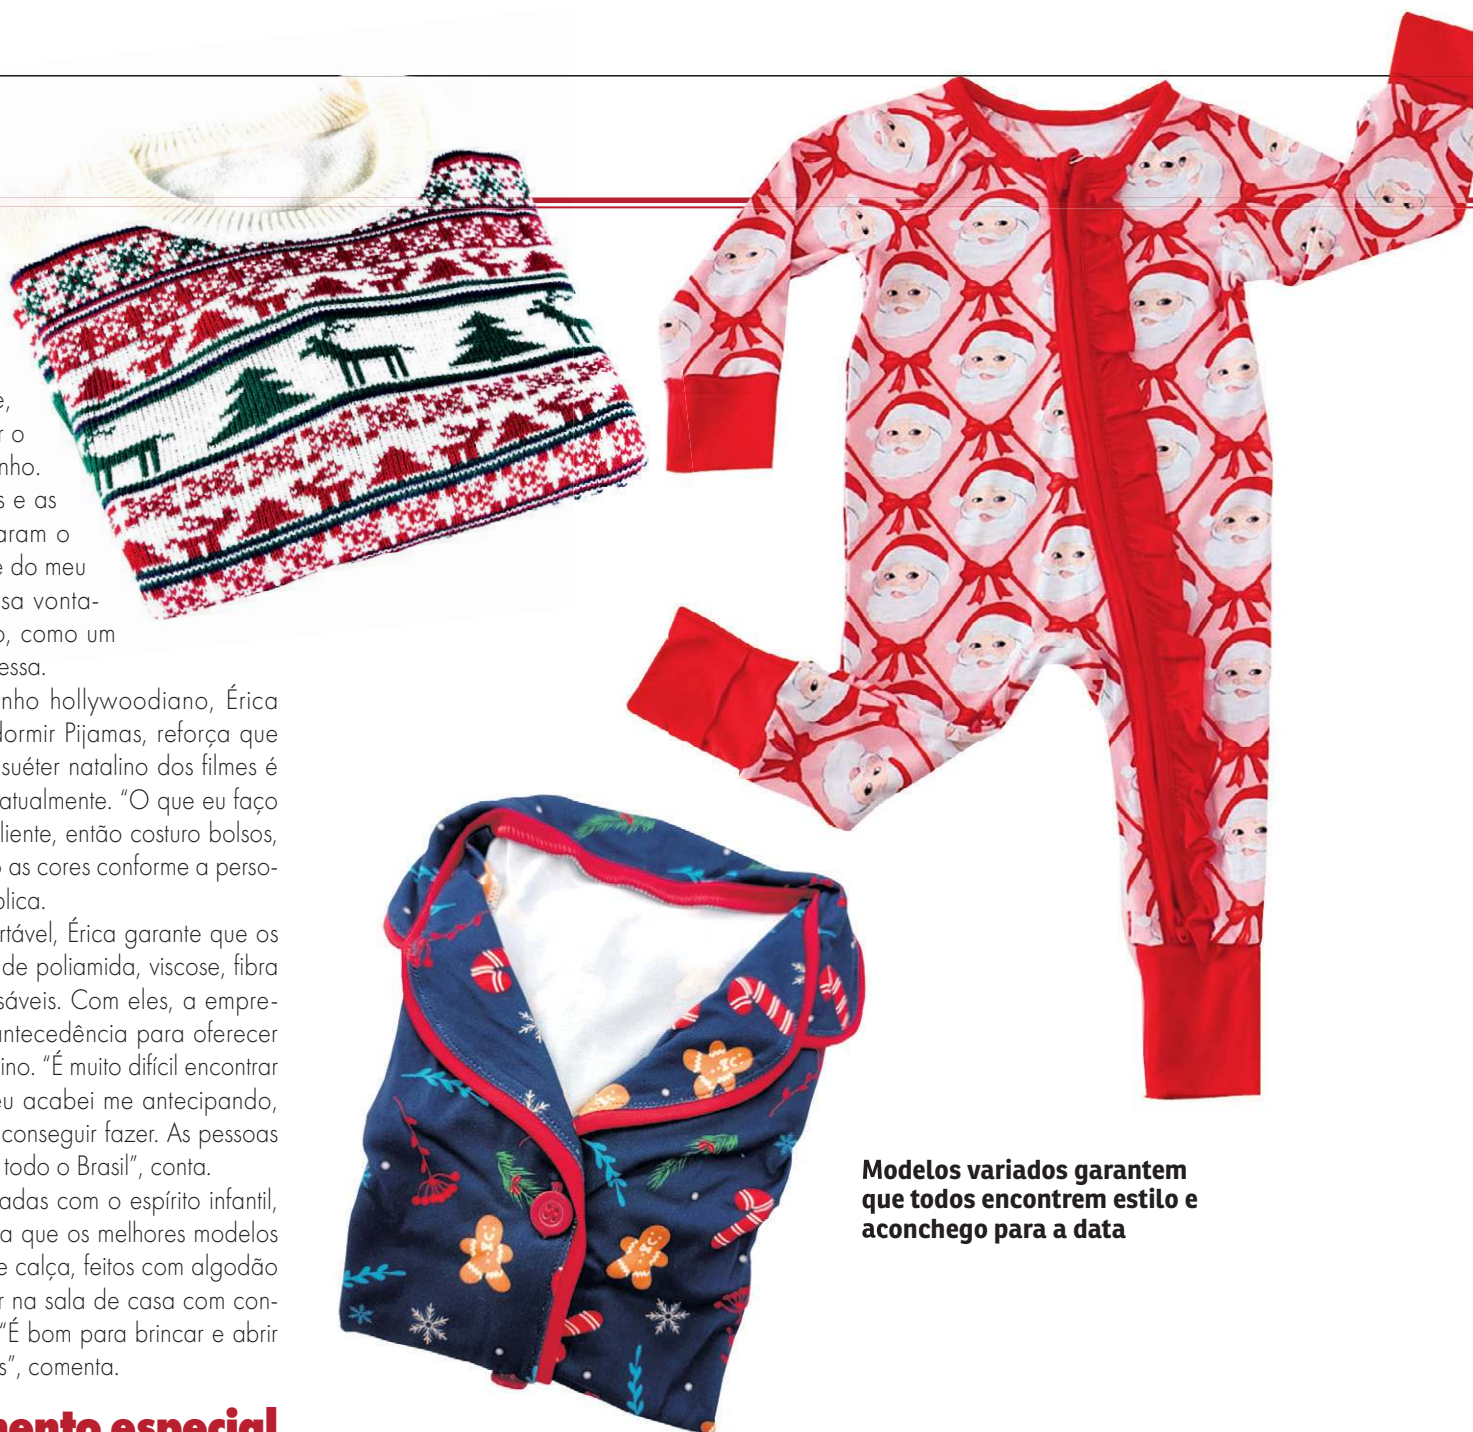 e,
r o
nho.
s e as
aram o
e do meu
sa vonta-
o, como um
essa.
nho hollywoodiano, Érica
dormir Pijamas, reforça que
suéter natalino dos filmes é
atualmente. “O que eu faço
liente, então costuro bolsos,
o as cores conforme a perso-
plica.
rtável, Érica garante que os
de poliamida, viscose, fibra
sáveis. Com eles, a empre-
antecedência para oferecer
ino. “É muito difícil encontrar
eu acabei me antecipando,
conseguir fazer. As pessoas
todo o Brasil”, conta.
adas com o espírito infantil,
a que os melhores modelos
e calça, feitos com algodão
r na sala de casa com con-
“É bom para brincar e abrir
s”, comenta.
mento especial
Modelos variados garantem
que todos encontrem estilo e
aconchego para a data